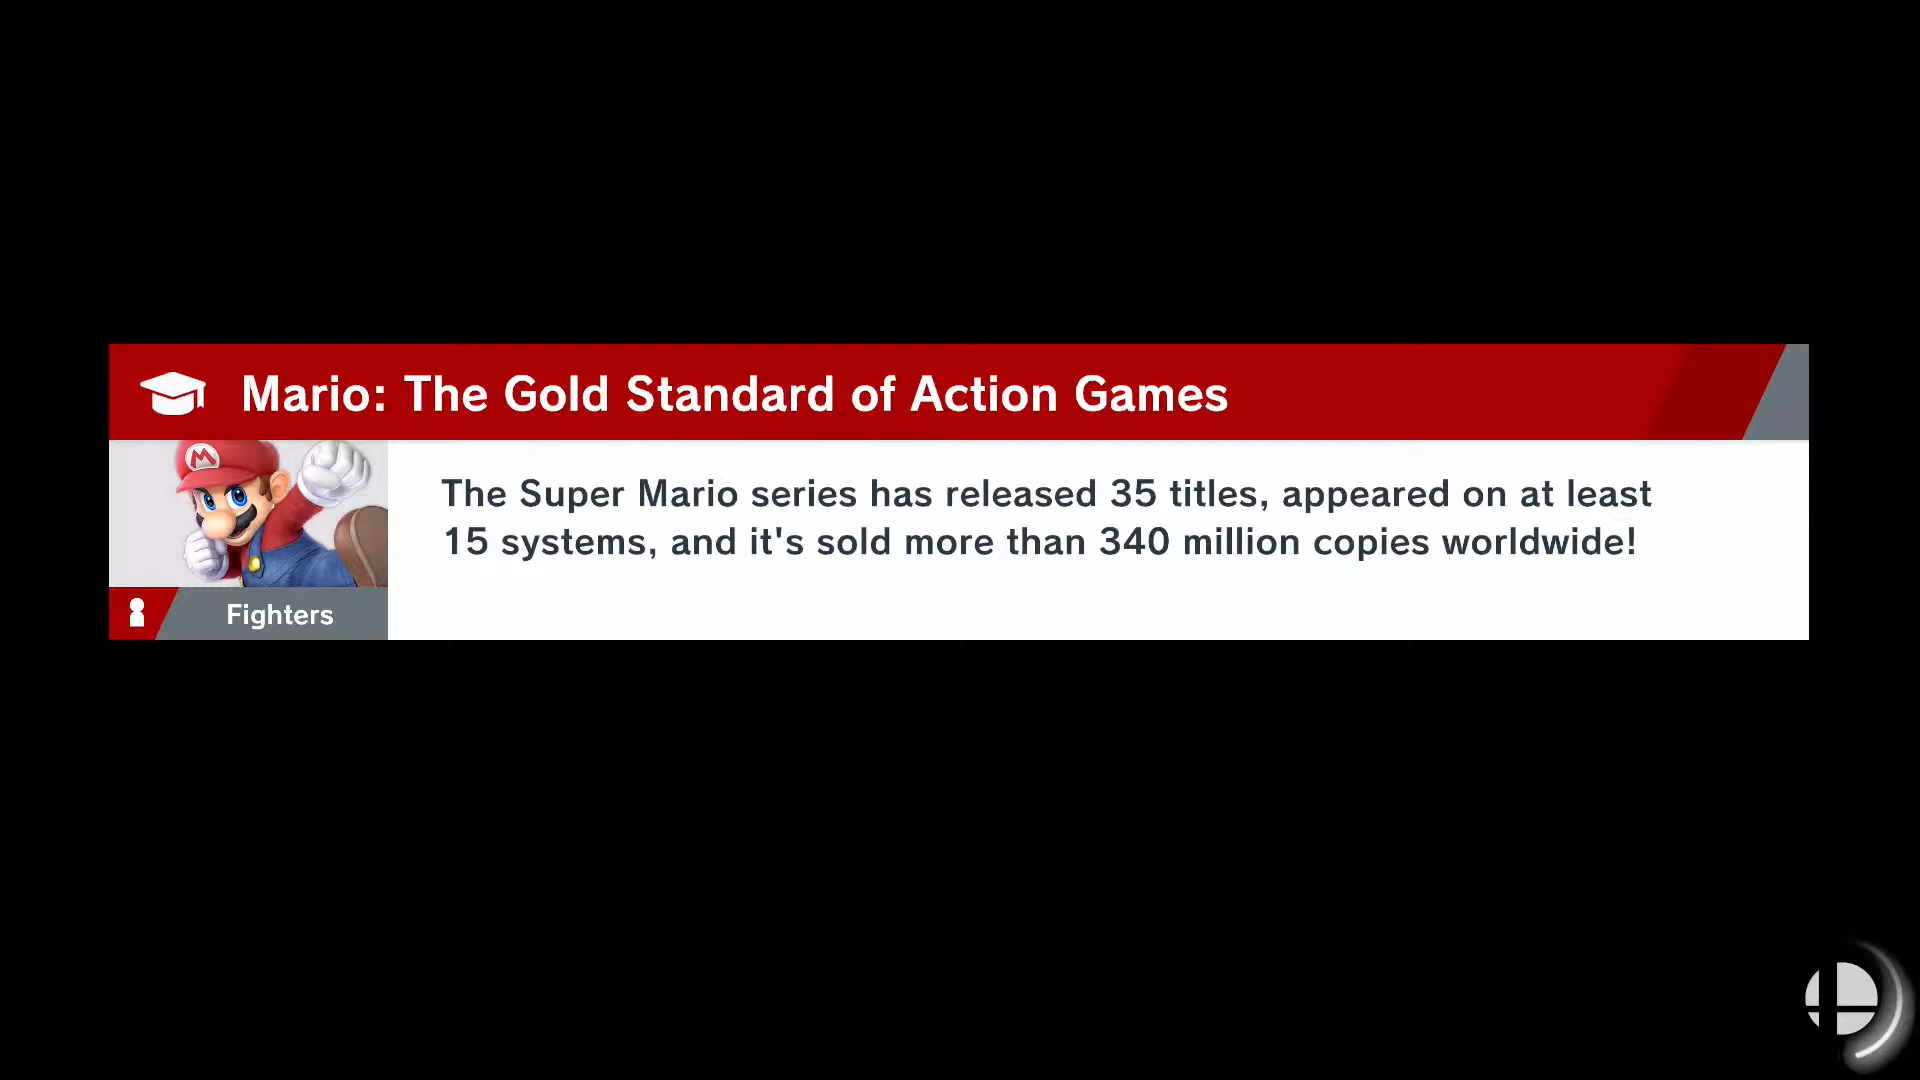 Mario: The Gold Standard of Action Games
The Super Mario series has released 35 titles, appeared on at least
15 systems, and it's sold more than 340 million copies worldwide!
Fighters